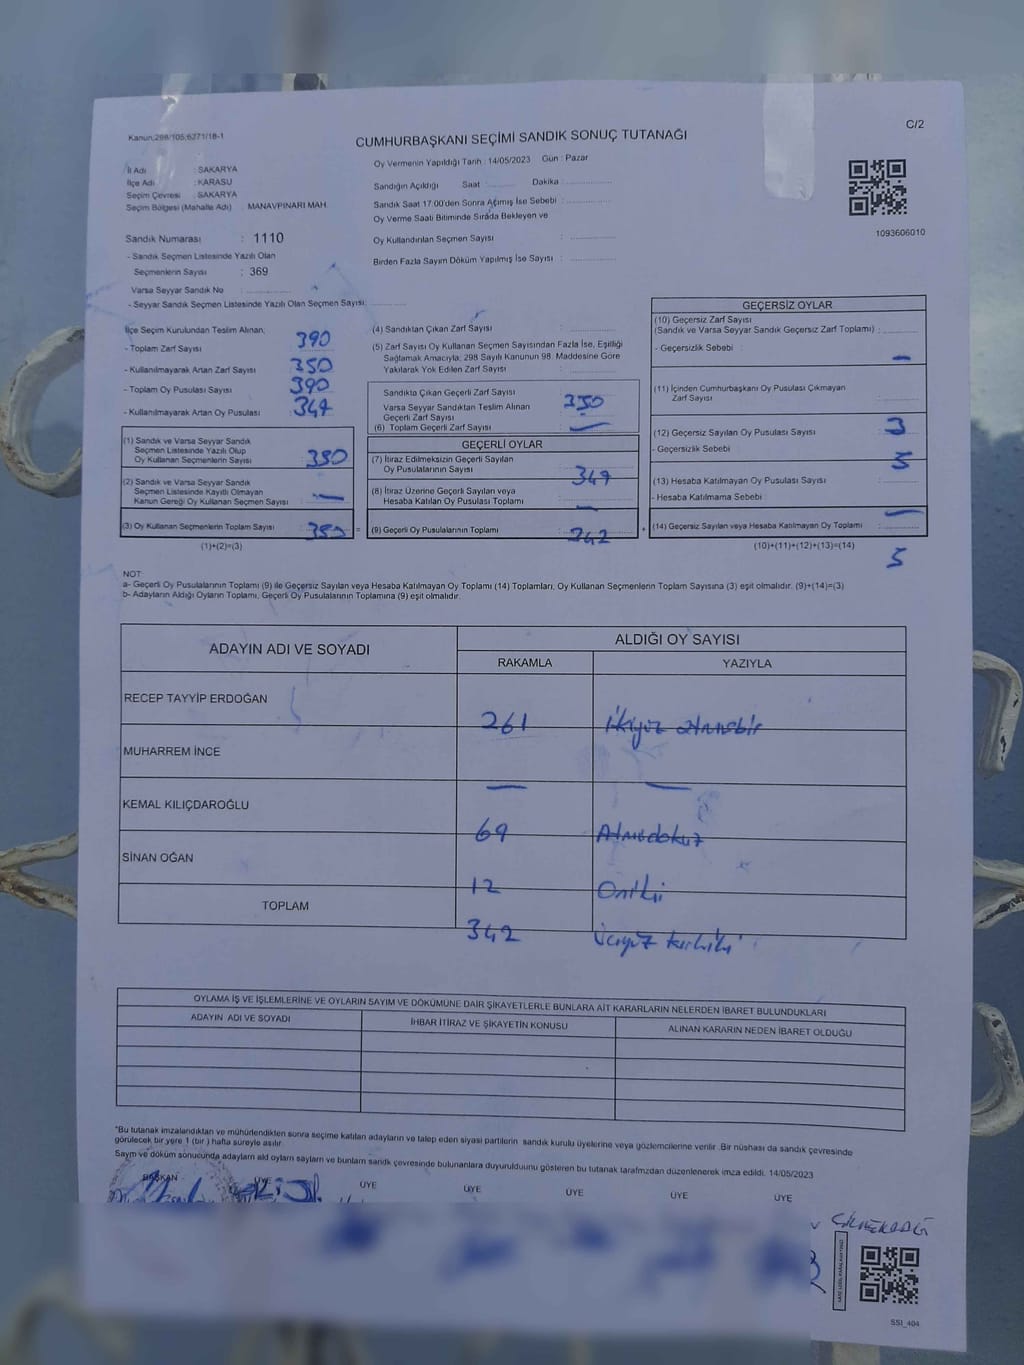 Kanun:298/105;6271/18-1
C/2
CUMHURBAŞKANI SEÇİMİ SANDIK SONUÇ TUTANAĞI
Oy Vermenin Yapıldığı Tarih : 14/05/2023 Gün : Pazar
İl Adı : SAKARYA
İlçe Adı : KARASU
Seçim Çevresi : SAKARYA
Seçim Bölgesi (Mahalle Adı) : MANAVPINARI MAH.
Sandığın Açıldığı Saat : Dakika :
Sandık Saat 17.00'den Sonra Açılmış İse Sebebi :
Oy Verme Saati Bitiminde Sırada Bekleyen ve
Oy Kullandırılan Seçmen Sayısı :
Birden Fazla Sayım Döküm Yapılmış İse Sayısı :
1093606010
Sandık Numarası : 1110
- Sandık Seçmen Listesinde Yazılı Olan
Seçmenlerin Sayısı : 369
Varsa Seyyar Sandık No :
- Seyyar Sandık Seçmen Listesinde Yazılı Olan Seçmen Sayısı:
İlçe Seçim Kurulundan Teslim Alınan;
- Toplam Zarf Sayısı : 390
- Kullanılmayarak Artan Zarf Sayısı : 350
- Toplam Oy Pusulası Sayısı : 390
- Kullanılmayarak Artan Oy Pusulası : 347
(1) Sandık ve Varsa Seyyar Sandık
Seçmen Listesinde Yazılı Olup
Oy Kullanan Seçmenlerin Sayısı : 350
(2) Sandık ve Varsa Seyyar Sandık
Seçmen Listesinde Kayıtlı Olmayan
Kanun Gereği Oy Kullanan Seçmen Sayısı : —
(3) Oy Kullanan Seçmenlerin Toplam Sayısı : 350
(1)+(2)=(3)
(4) Sandıktan Çıkan Zarf Sayısı :
(5) Zarf Sayısı Oy Kullanan Seçmen Sayısından Fazla İse, Eşitliği
Sağlamak Amacıyla; 298 Sayılı Kanunun 98. Maddesine Göre
Yakılarak Yok Edilen Zarf Sayısı :
Sandıkta Çıkan Geçerli Zarf Sayısı
Varsa Seyyar Sandıktan Teslim Alınan : 350
Geçerli Zarf Sayısı
(6) Toplam Geçerli Zarf Sayısı : —
GEÇERLİ OYLAR
(7) İtiraz Edilmeksizin Geçerli Sayılan
Oy Pusulalarının Sayısı : 347
(8) İtiraz Üzerine Geçerli Sayılan veya
Hesaba Katılan Oy Pusulası Toplamı : —
= (9) Geçerli Oy Pusulalarının Toplamı : 342
GEÇERSİZ OYLAR
(10) Geçersiz Zarf Sayısı
(Sandık ve Varsa Seyyar Sandık Geçersiz Zarf Toplamı) :
- Geçersizlik Sebebi : —
(11) İçinden Cumhurbaşkanı Oy Pusulası Çıkmayan
Zarf Sayısı :
(12) Geçersiz Sayılan Oy Pusulası Sayısı : 3
- Geçersizlik Sebebi : 5
(13) Hesaba Katılmayan Oy Pusulası Sayısı :
- Hesaba Katılmama Sebebi : —
+ (14) Geçersiz Sayılan veya Hesaba Katılmayan Oy Toplamı :
(10)+(11)+(12)+(13)=(14)
5
NOT:
a- Geçerli Oy Pusulalarının Toplamı (9) ile Geçersiz Sayılan veya Hesaba Katılmayan Oy Toplamı (14) Toplamları, Oy Kullanan Seçmenlerin Toplam Sayısına (3) eşit olmalıdır. (9)+(14)=(3)
b- Adayların Aldığı Oyların Toplamı, Geçerli Oy Pusulalarının Toplamına (9) eşit olmalıdır.
ADAYIN ADI VE SOYADI
ALDIĞI OY SAYISI
RAKAMLA YAZIYLA
RECEP TAYYİP ERDOĞAN
261 ikiyüz atmışbir
MUHARREM İNCE
— —
KEMAL KILIÇDAROĞLU
69 Atmışdokuz
SİNAN OĞAN
12 Oniki
TOPLAM
342 üçyüz kırkiki
OYLAMA İŞ VE İŞLEMLERİNE VE OYLARIN SAYIM VE DÖKÜMÜNE DAİR ŞİKAYETLERLE BUNLARA AİT KARARLARIN NELERDEN İBARET BULUNDUKLARI
ADAYIN ADI VE SOYADI İHBAR İTİRAZ VE ŞİKAYETİN KONUSU ALINAN KARARIN NEDEN İBARET OLDUĞU
"Bu tutanak imzalandıktan ve mühürlendikten sonra seçime katılan adayların ve talep eden siyasi partilerin sandık kurulu üyelerine veya gözlemcilerine verilir. Bir nüshası da sandık çevresinde
görülecek bir yere 1 (bir ) hafta süreyle asılır.
Sayım ve döküm sonucunda adayların ald oyların sayıları ve bunların sandık çevresinde bulunanlara duyurulduunu gösteren bu tutanak tarafımzdan düzenlenerek imza edildi. 14/05/2023
BAŞKAN ÜYE ÜYE ÜYE ÜYE ÜYE ÜYE
SSI_404